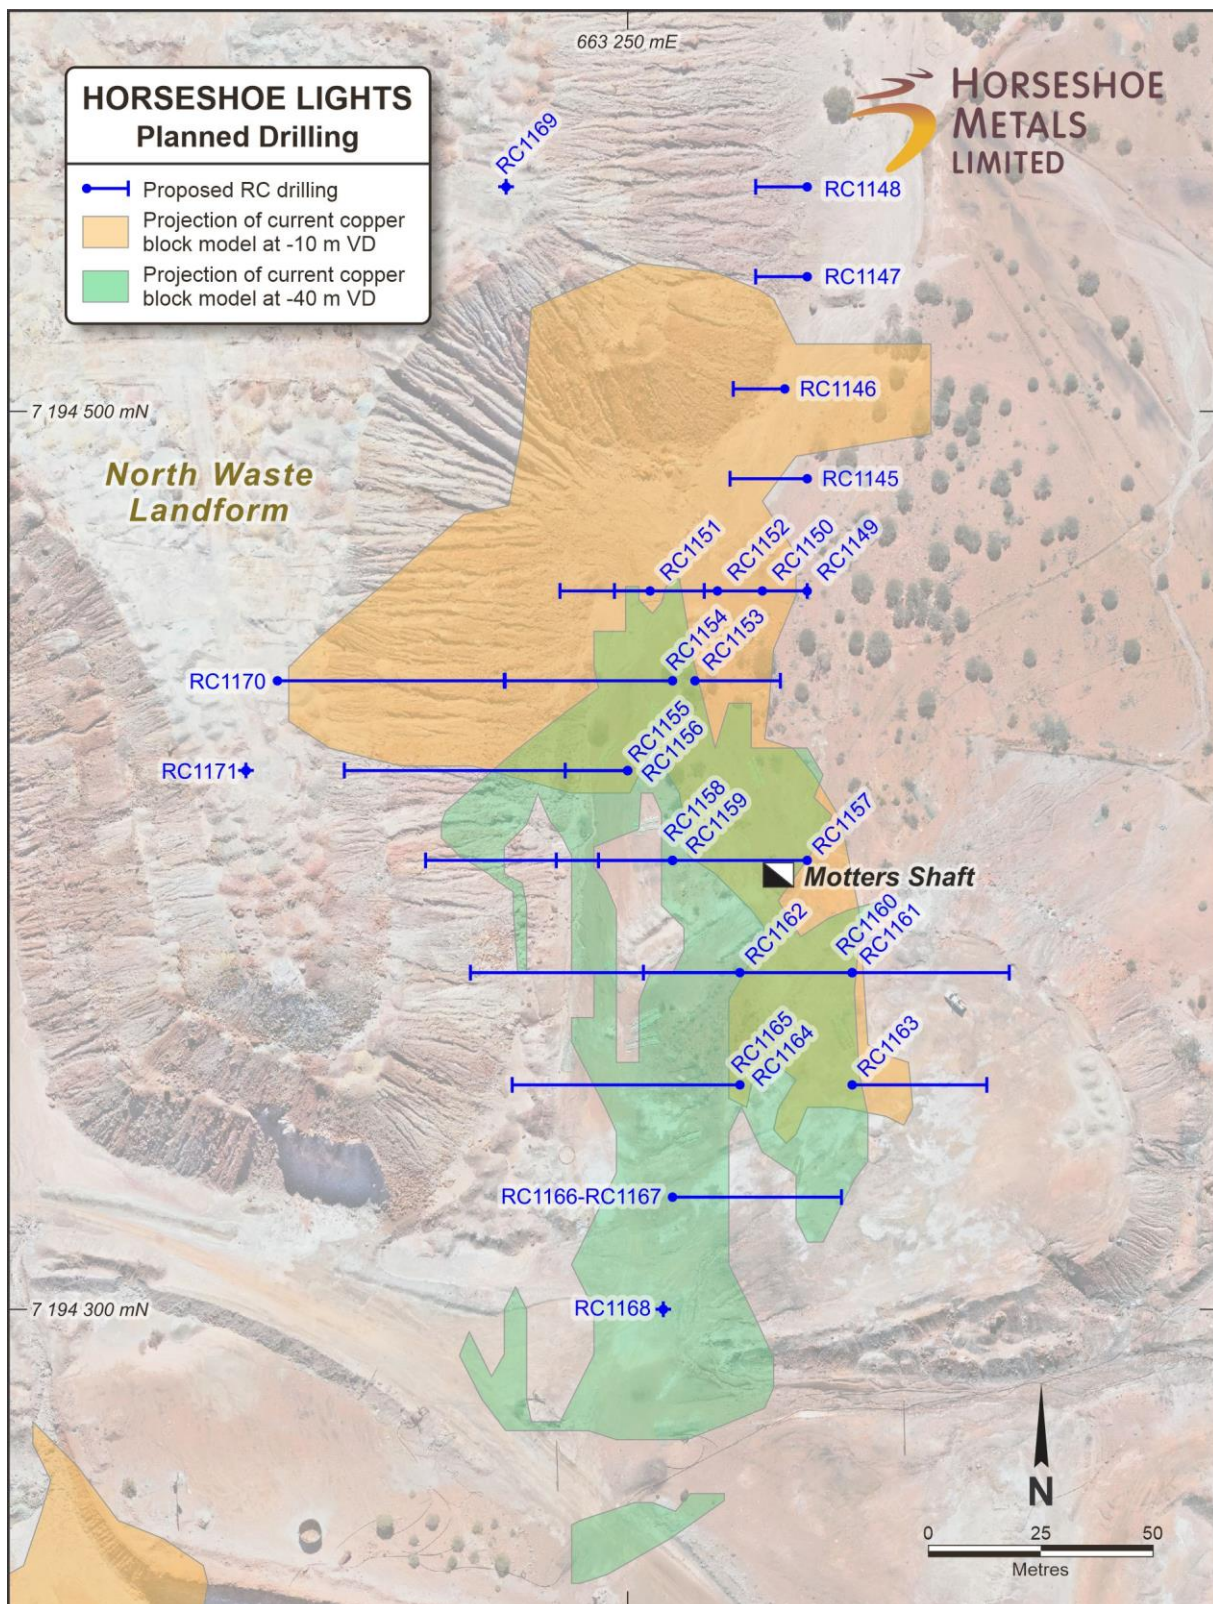 663 250 mE
HORSESHOE LIGHTS
Planned Drilling
Proposed RC drilling
Projection of current copper
block model at -10 m VD
Projection of current copper
block model at -40 m VD
HORSESHOE
METALS
LIMITED
RC1169
RC1148
RC1147
RC1146
7 194 500 mN
North Waste
Landform
RC1145
RC1151
RC1152
RC1150
RC1149
RC1154
RC1153
RC1170
RC1155
RC1156
RC1171
RC1158
RC1159
RC1157
Motters Shaft
RC1162
RC1160
RC1161
RC1165
RC1164
RC1163
RC1166-RC1167
7 194 300 mN
RC1168
N
0 25 50
Metres